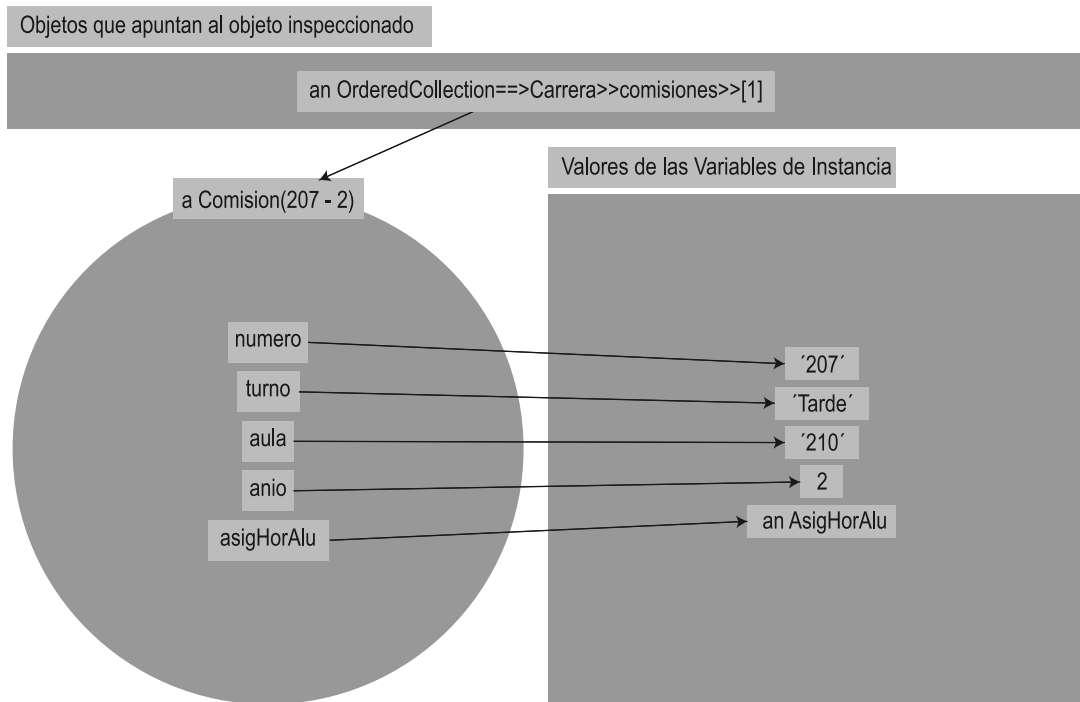 Objetos que apuntan al objeto inspeccionado
an OrderedCollection==>Carrera>>comisiones>>[1]
Valores de las Variables de Instancia
a Comision(207 - 2)
numero
turno
aula
anio
asigHorAlu
´207´
´Tarde´
´210´
2
an AsigHorAlu